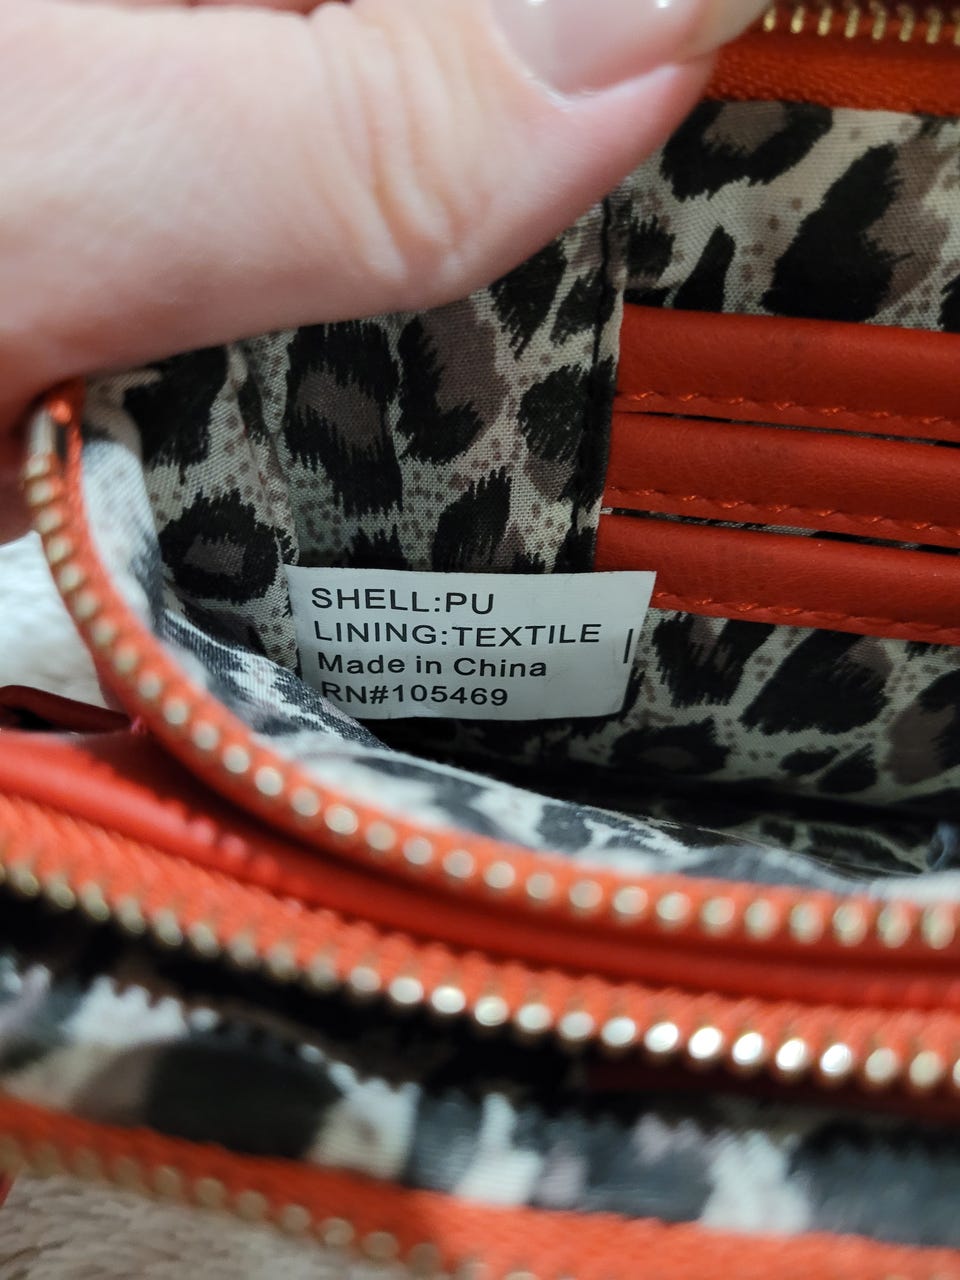 SHELL:PU
LINING:TEXTILE
Made in China
RN#105469